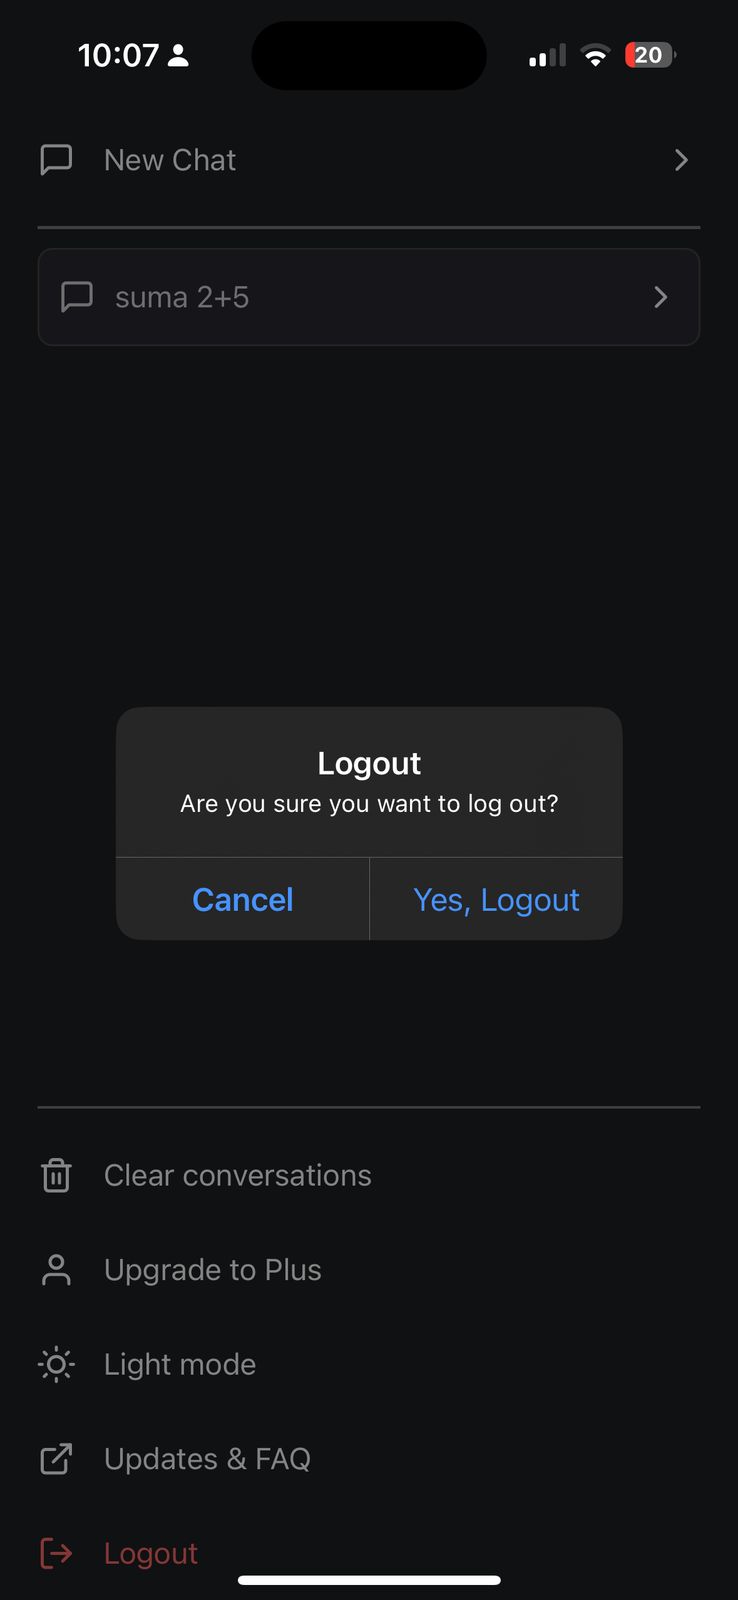 10:07
20
New Chat
suma 2+5
Logout
Are you sure you want to log out?
Cancel
Yes, Logout
Clear conversations
Upgrade to Plus
Light mode
Updates & FAQ
Logout